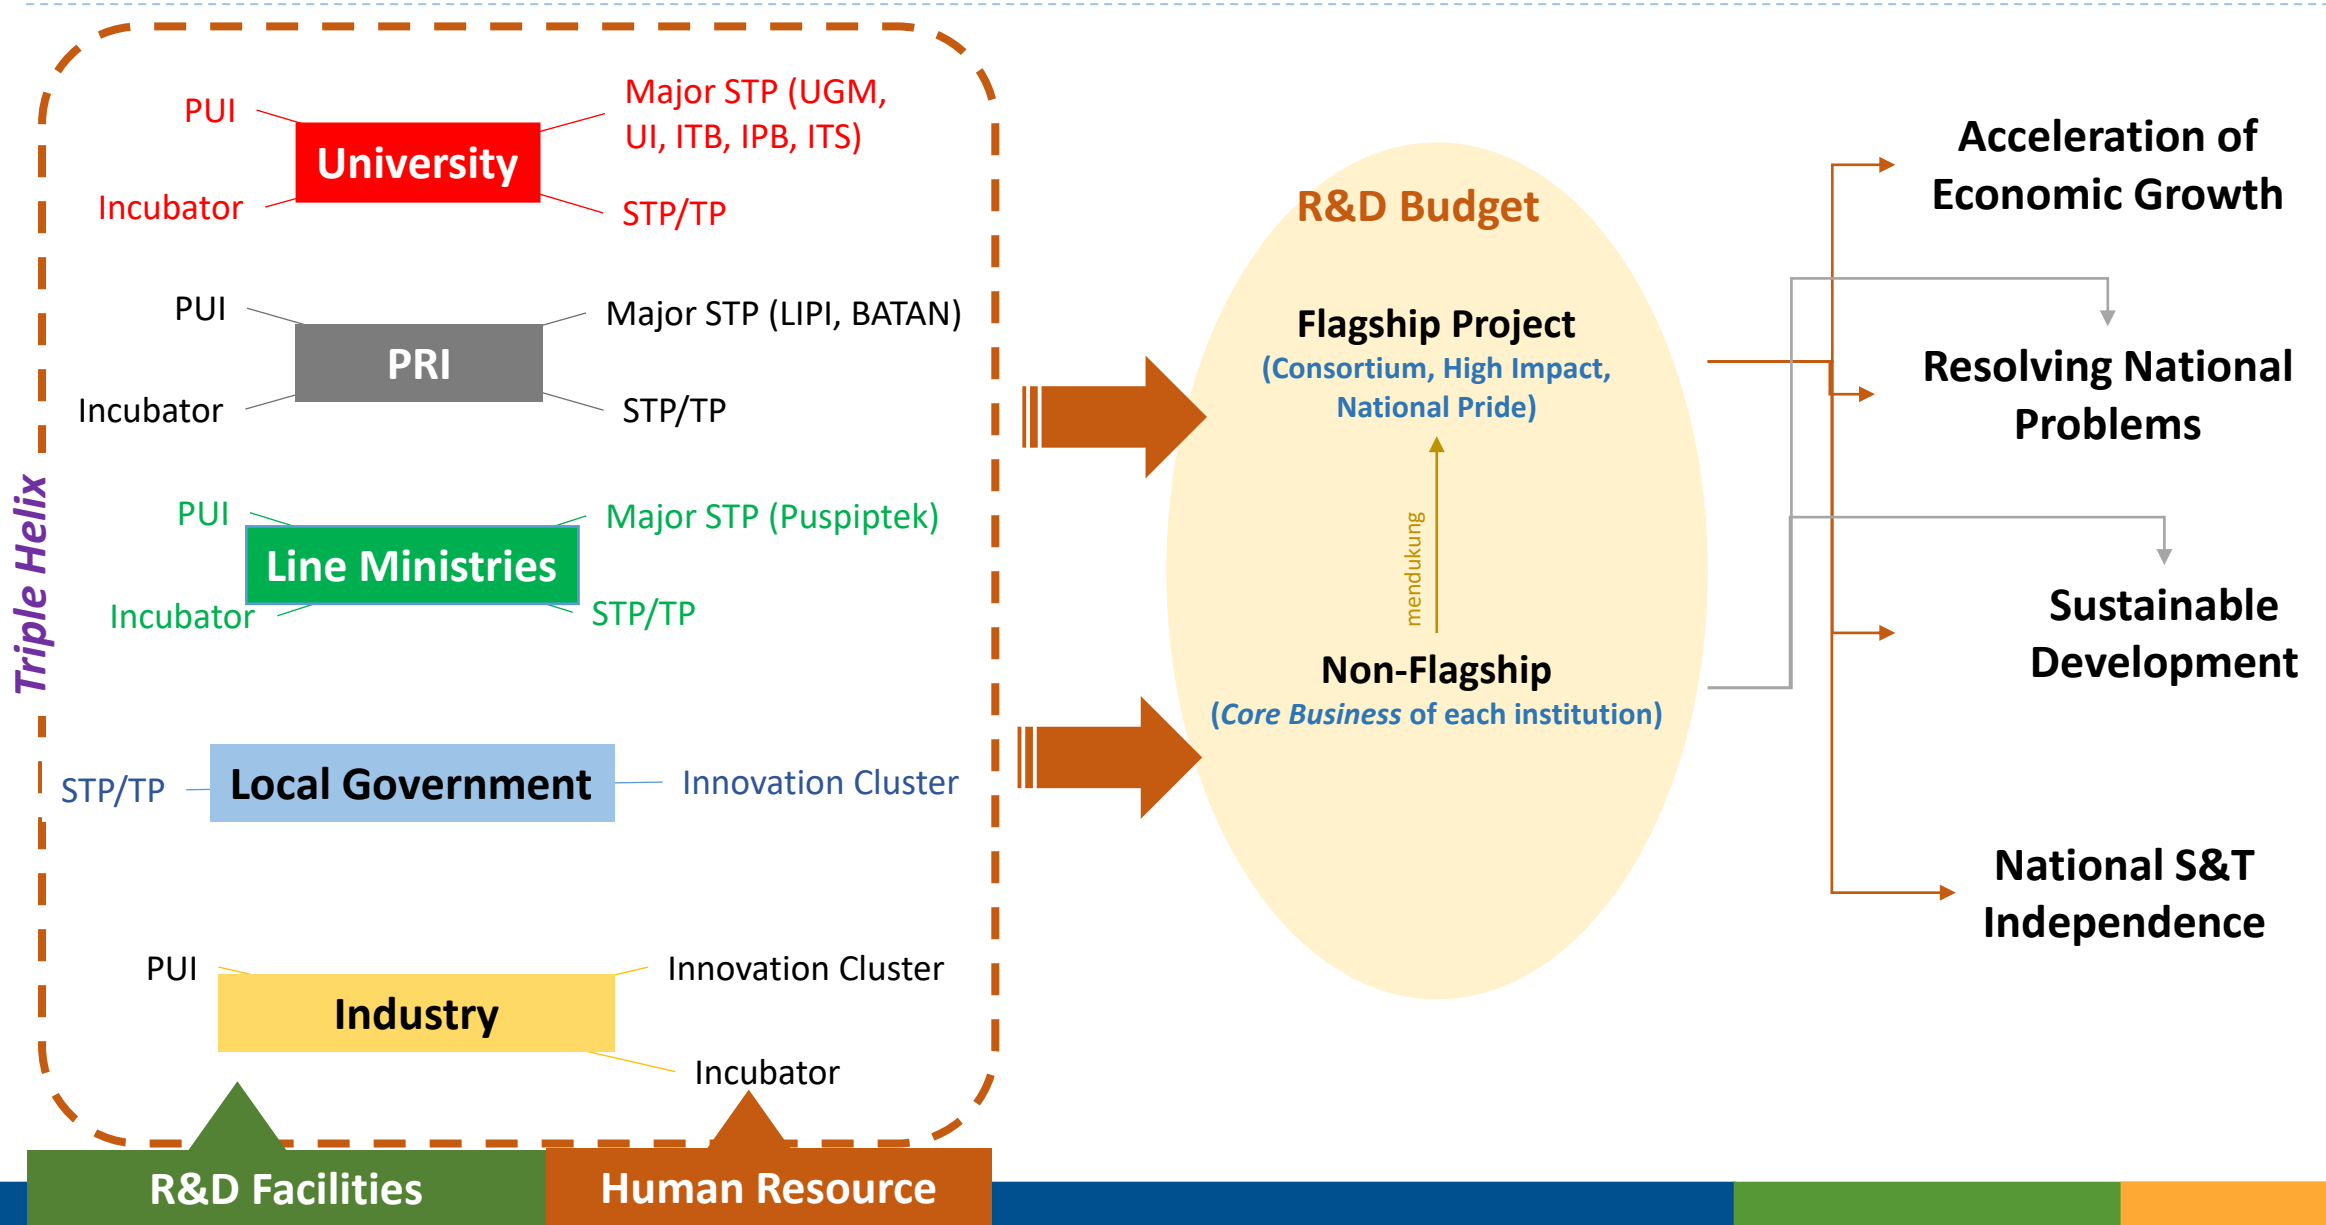 Triple Helix
PUI
Major STP (UGM,
UI, ITB, IPB, ITS)
University
Incubator
STP/TP
PUI
Major STP (LIPI, BATAN)
PRI
Incubator
STP/TP
PUI
Major STP (Puspiptek)
Line Ministries
Incubator
STP/TP
STP/TP
Local Government
Innovation Cluster
PUI
Innovation Cluster
Industry
Incubator
R&D Facilities
Human Resource
R&D Budget
Flagship Project
(Consortium, High Impact,
National Pride)
mendukung
Non-Flagship
(Core Business of each institution)
Acceleration of
Economic Growth
Resolving National
Problems
Sustainable
Development
National S&T
Independence